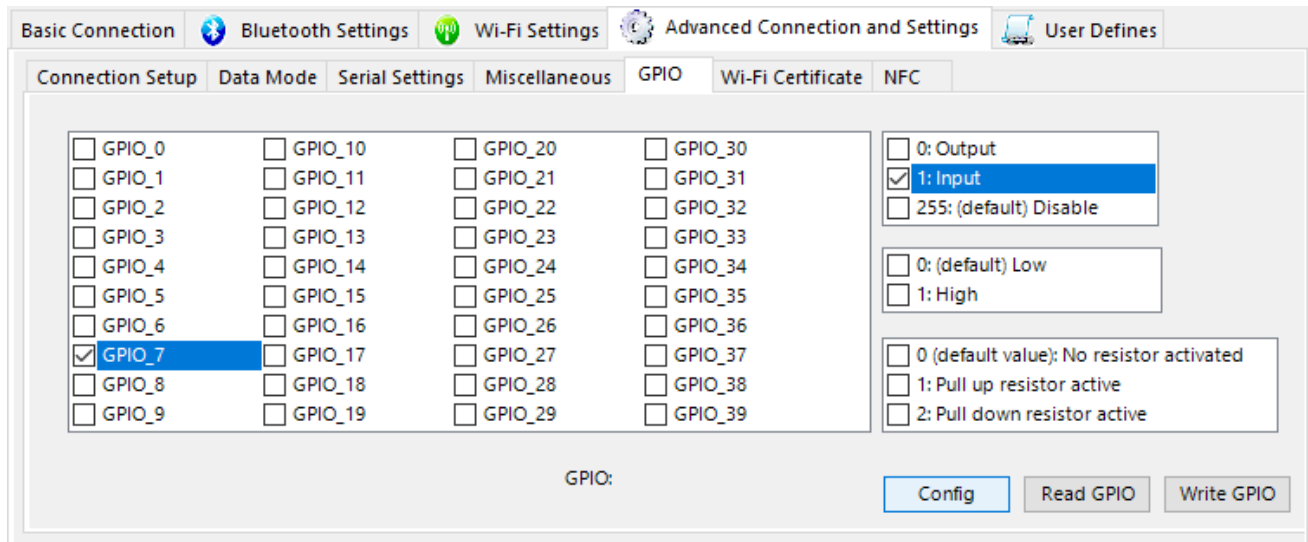 Basic Connection Bluetooth Settings Wi-Fi Settings Advanced Connection and Settings User Defines
Connection Setup Data Mode Serial Settings Miscellaneous GPIO Wi-Fi Certificate NFC
GPIO_0 GPIO_10 GPIO_20 GPIO_30
GPIO_1 GPIO_11 GPIO_21 GPIO_31
GPIO_2 GPIO_12 GPIO_22 GPIO_32
GPIO_3 GPIO_13 GPIO_23 GPIO_33
GPIO_4 GPIO_14 GPIO_24 GPIO_34
GPIO_5 GPIO_15 GPIO_25 GPIO_35
GPIO_6 GPIO_16 GPIO_26 GPIO_36
GPIO_7 GPIO_17 GPIO_27 GPIO_37
GPIO_8 GPIO_18 GPIO_28 GPIO_38
GPIO_9 GPIO_19 GPIO_29 GPIO_39
0: Output
1: Input
255: (default) Disable
0: (default) Low
1: High
0 (default value): No resistor activated
1: Pull up resistor active
2: Pull down resistor active
GPIO:
Config Read GPIO Write GPIO